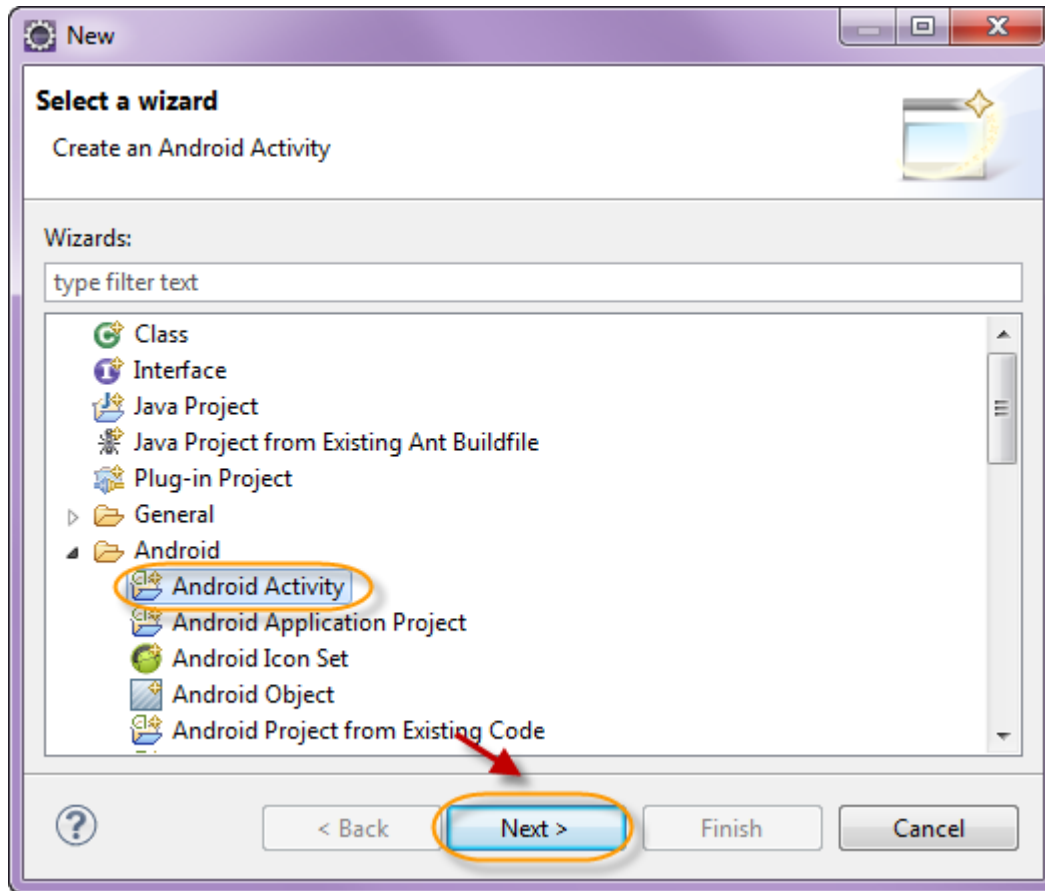 New
Select a wizard
Create an Android Activity
Wizards:
type filter text
Class
Interface
Java Project
Java Project from Existing Ant Buildfile
Plug-in Project
General
Android
Android Activity
Android Application Project
Android Icon Set
Android Object
Android Project from Existing Code
< Back Next > Finish Cancel